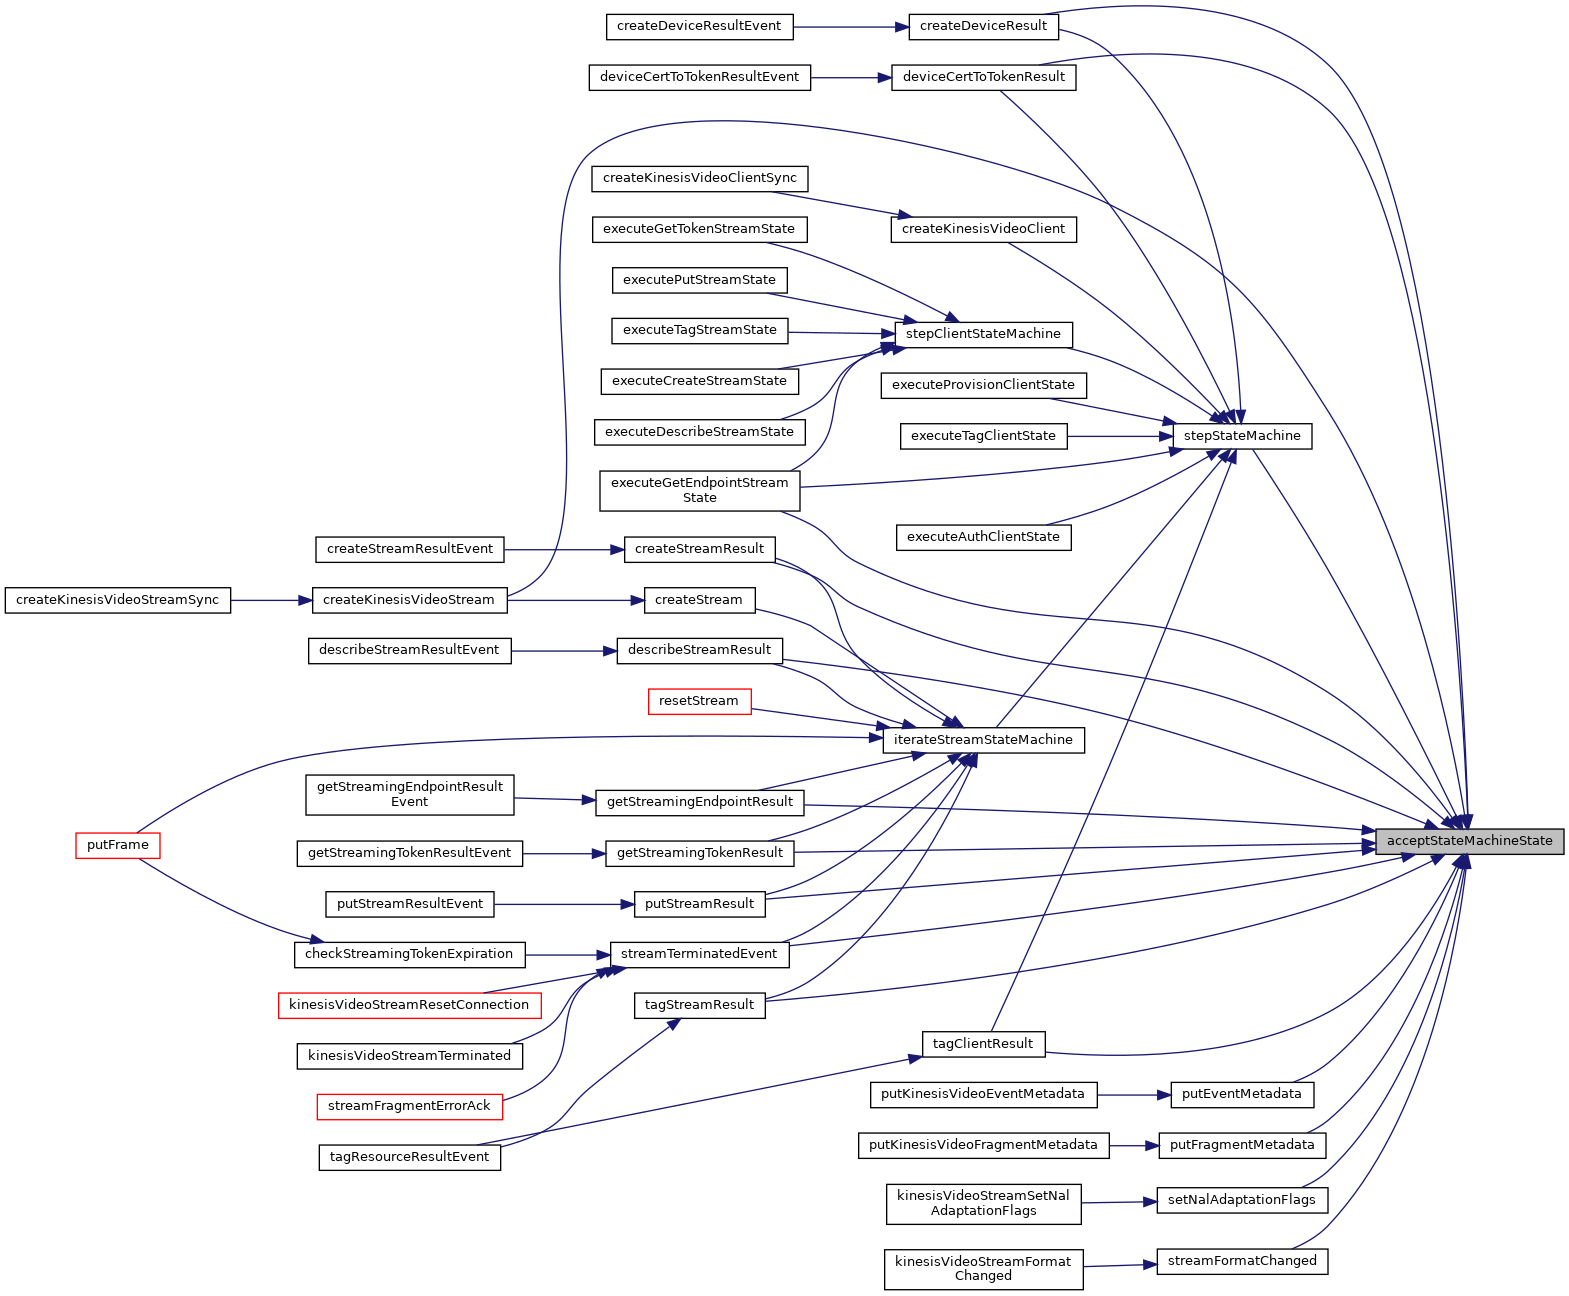 createDeviceResultEvent
createDeviceResult
deviceCertToTokenResultEvent
deviceCertToTokenResult
createKinesisVideoClientSync
executeGetTokenStreamState
createKinesisVideoClient
executePutStreamState
executeTagStreamState
stepClientStateMachine
executeCreateStreamState
executeProvisionClientState
executeDescribeStreamState
executeTagClientState
stepStateMachine
executeGetEndpointStream
State
executeAuthClientState
createStreamResultEvent
createStreamResult
createKinesisVideoStreamSync
createKinesisVideoStream
createStream
describeStreamResultEvent
describeStreamResult
resetStream
iterateStreamStateMachine
getStreamingEndpointResult
Event
getStreamingEndpointResult
putFrame
acceptStateMachineState
getStreamingTokenResultEvent
getStreamingTokenResult
putStreamResultEvent
putStreamResult
checkStreamingTokenExpiration
streamTerminatedEvent
kinesisVideoStreamResetConnection
tagStreamResult
kinesisVideoStreamTerminated
tagClientResult
streamFragmentErrorAck
putKinesisVideoEventMetadata
putEventMetadata
tagResourceResultEvent
putKinesisVideoFragmentMetadata
putFragmentMetadata
kinesisVideoStreamSetNal
AdaptationFlags
setNalAdaptationFlags
kinesisVideoStreamFormat
Changed
streamFormatChanged